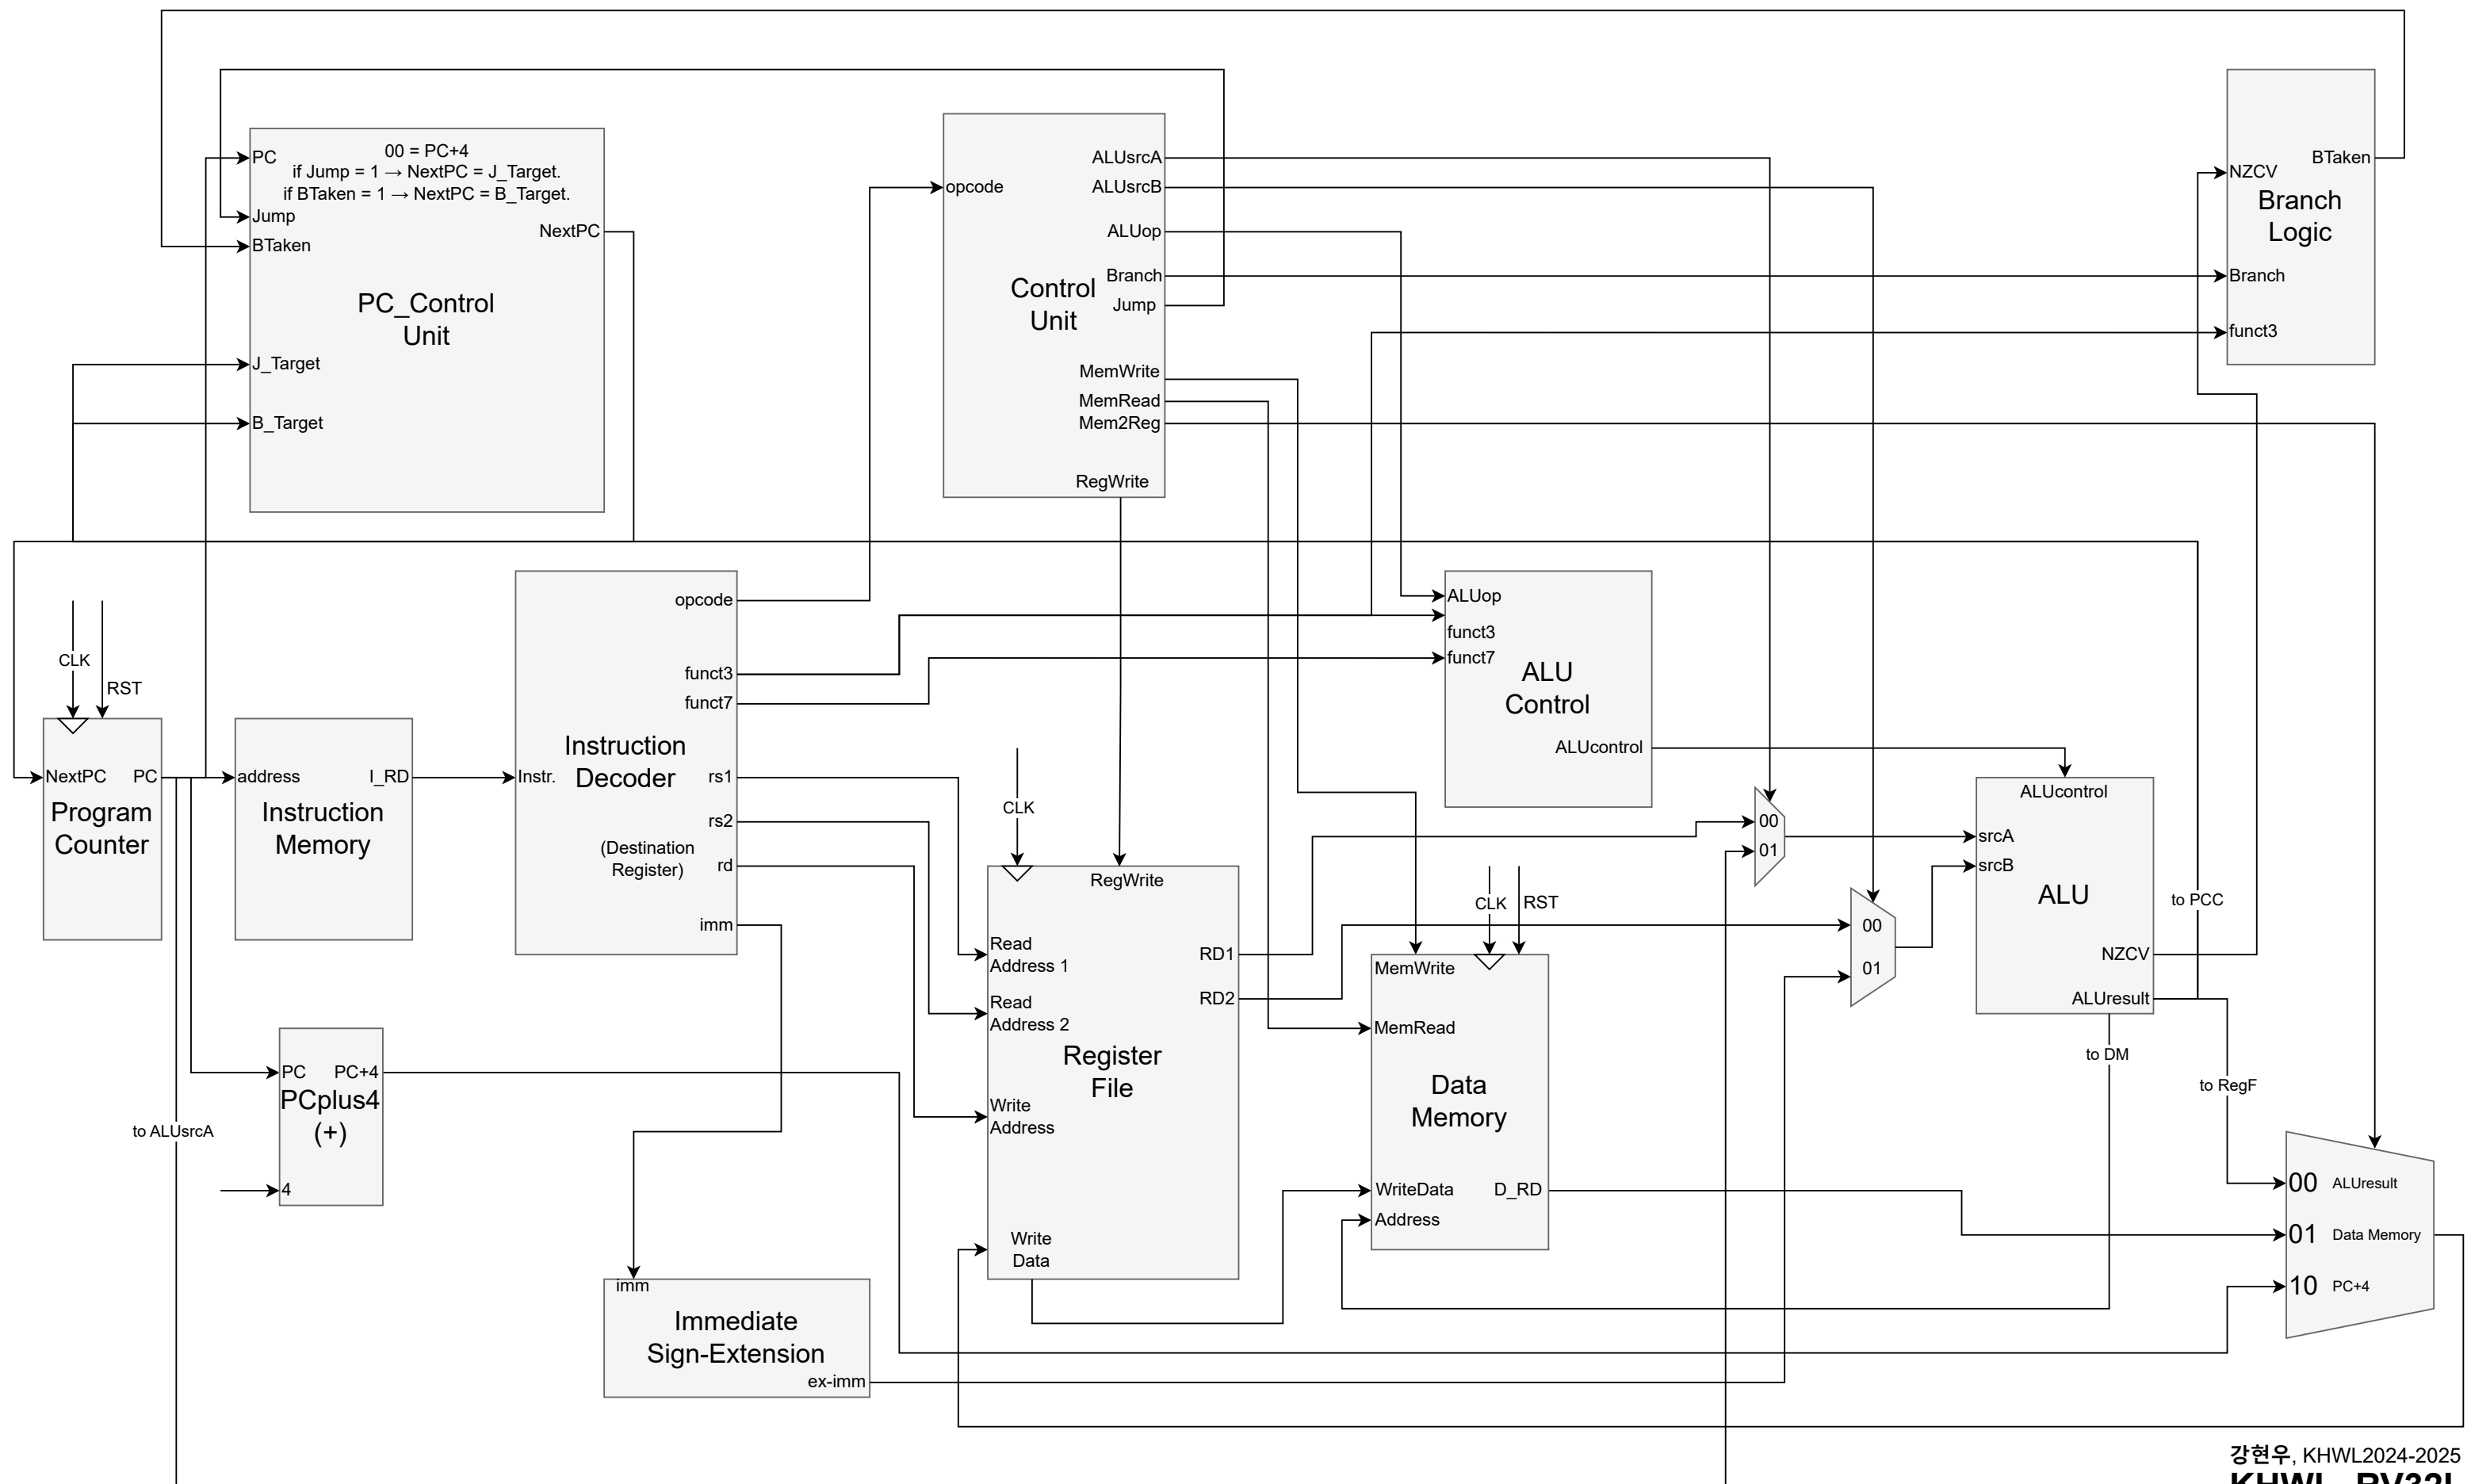 00 = PC+4
if Jump = 1 → NextPC = J_Target.
if BTaken = 1 → NextPC = B_Target.
PC
Jump
BTaken
NextPC
PC_Control
Unit
J_Target
B_Target
opcode
ALUsrcA
ALUsrcB
ALUop
Branch
Jump
Control
Unit
MemWrite
MemRead
Mem2Reg
RegWrite
BTaken
NZCV
Branch
Logic
Branch
funct3
CLK
RST
NextPC
PC
Program
Counter
address
I_RD
Instruction
Memory
opcode
funct3
funct7
Instruction
Decoder
Instr.
rs1
rs2
(Destination
Register)
rd
imm
ALUop
funct3
funct7
ALU
Control
ALUcontrol
CLK
RegWrite
Read
Address 1
Read
Address 2
RD1
RD2
Register
File
Write
Address
Write
Data
00
01
00
01
CLK
RST
MemWrite
MemRead
Data
Memory
WriteData
D_RD
Address
ALUcontrol
srcA
srcB
ALU
NZCV
ALUresult
to PCC
to DM
to RegF
PC
PC+4
PCplus4
(+)
4
to ALUsrcA
imm
Immediate
Sign-Extension
ex-imm
00 ALUresult
01 Data Memory
10 PC+4
강현우, KHWL2024-2025